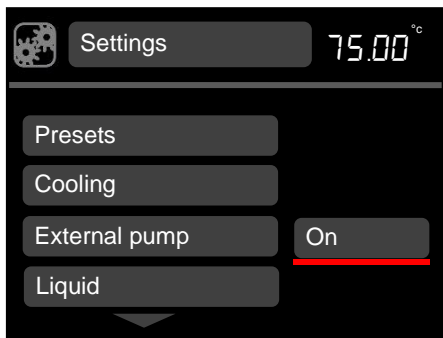 Settings 75.00°c
Presets
Cooling
External pump On
Liquid